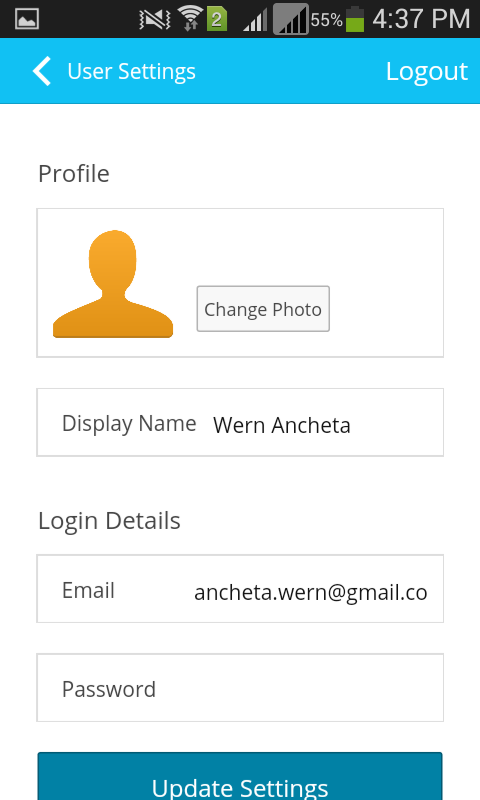 2 55% 4:37 PM
User Settings Logout
Profile
Change Photo
Display Name Wern Ancheta
Login Details
Email ancheta.wern@gmail.co
Password
Update Settings